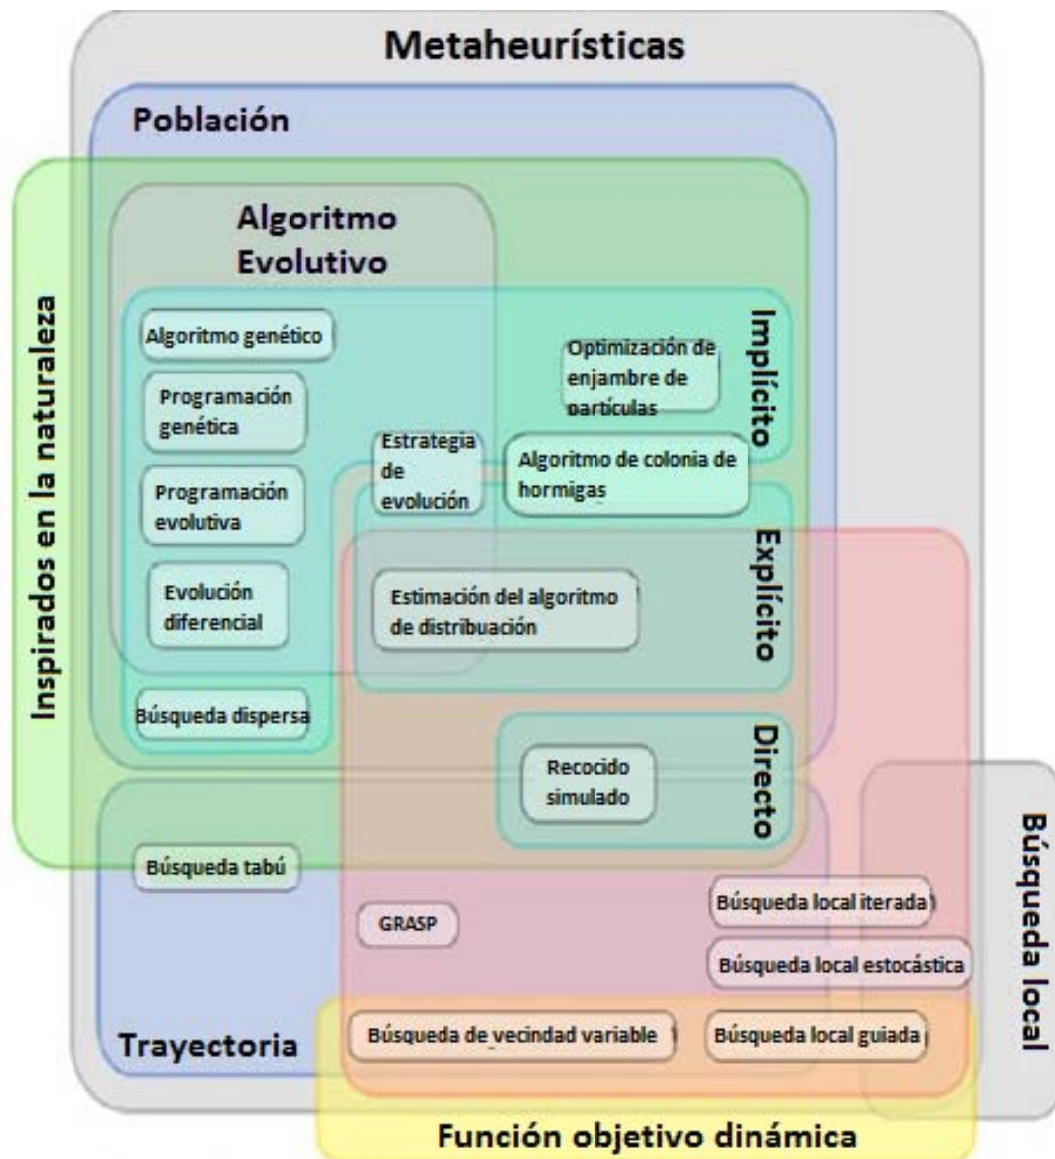 Metaheurísticas
Población
Algoritmo
Evolutivo
Inspirados en la naturaleza
Implícito
Algoritmo genético
Optimización de
enjambre de
partículas
Programación
genética
Estrategia
de
evolución
Algoritmo de colonia de
hormigas
Programación
evolutiva
Explícito
Evolución
diferencial
Estimación del algoritmo
de distribuación
Búsqueda dispersa
Directo
Recocido
simulado
Búsqueda local
Búsqueda tabú
GRASP
Búsqueda local iterada
Búsqueda local estocástica
Trayectoria
Búsqueda de vecindad variable
Búsqueda local guiada
Función objetivo dinámica